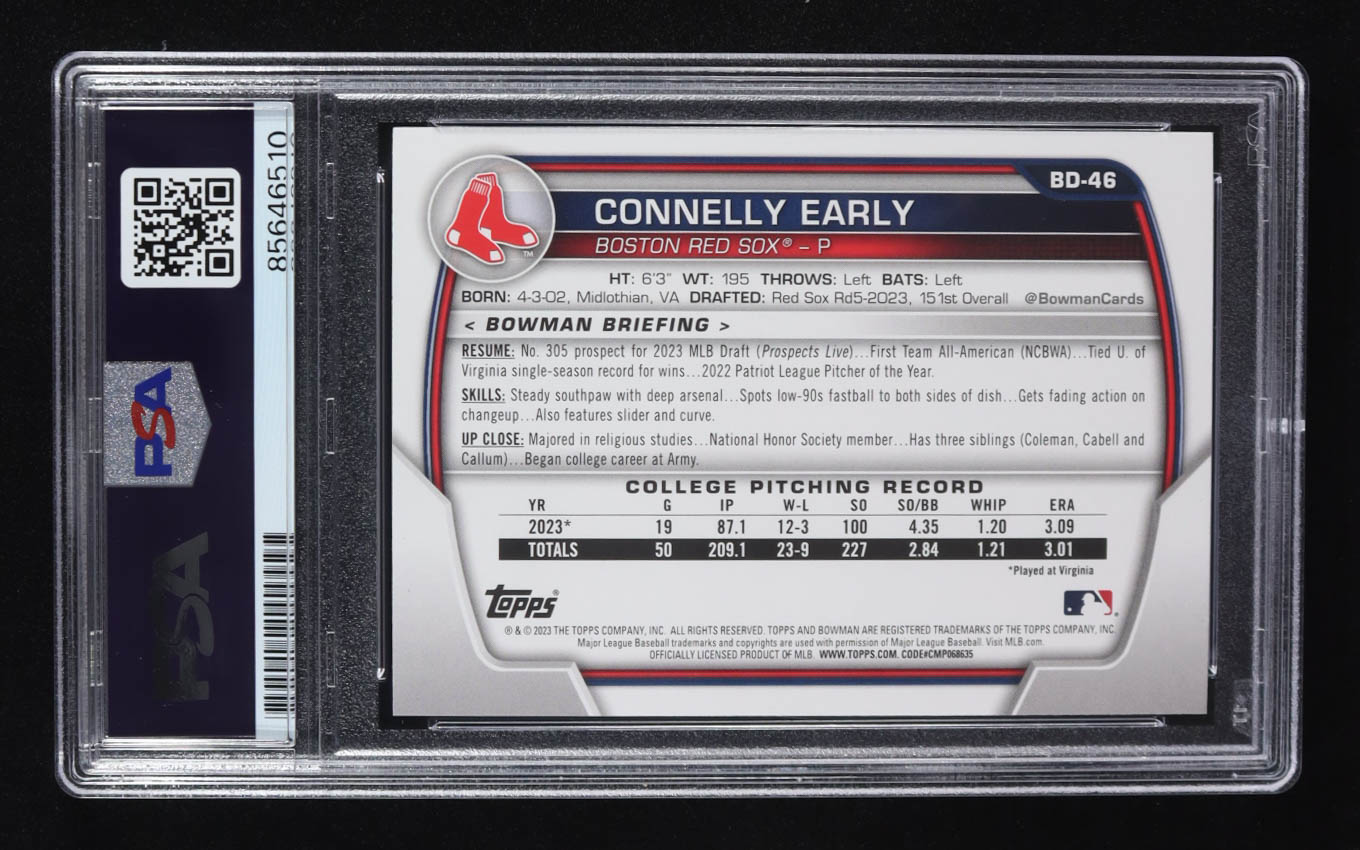 85646510
PSA
PSA
BD-46
CONNELLY EARLY
BOSTON RED SOX® – P
HT: 6'3" WT: 195 THROWS: Left BATS: Left
BORN: 4-3-02, Midlothian, VA DRAFTED: Red Sox Rd5-2023, 151st Overall @BowmanCards
< BOWMAN BRIEFING >
RESUME: No. 305 prospect for 2023 MLB Draft (Prospects Live)...First Team All-American (NCBWA)...Tied U. of
Virginia single-season record for wins...2022 Patriot League Pitcher of the Year.
SKILLS: Steady southpaw with deep arsenal...Spots low-90s fastball to both sides of dish...Gets fading action on
changeup...Also features slider and curve.
UP CLOSE: Majored in religious studies...National Honor Society member...Has three siblings (Coleman, Cabell and
Callum)...Began college career at Army.
COLLEGE PITCHING RECORD
YR G IP W-L SO SO/BB WHIP ERA
2023* 19 87.1 12-3 100 4.35 1.20 3.09
TOTALS 50 209.1 23-9 227 2.84 1.21 3.01
*Played at Virginia
TOPPS®
® & © 2023 THE TOPPS COMPANY, INC. ALL RIGHTS RESERVED. TOPPS AND BOWMAN ARE REGISTERED TRADEMARKS OF THE TOPPS COMPANY, INC.
Major League Baseball trademarks and copyrights are used with permission of Major League Baseball. Visit MLB.com.
OFFICIALLY LICENSED PRODUCT OF MLB. WWW.TOPPS.COM. CODE#CMP068635